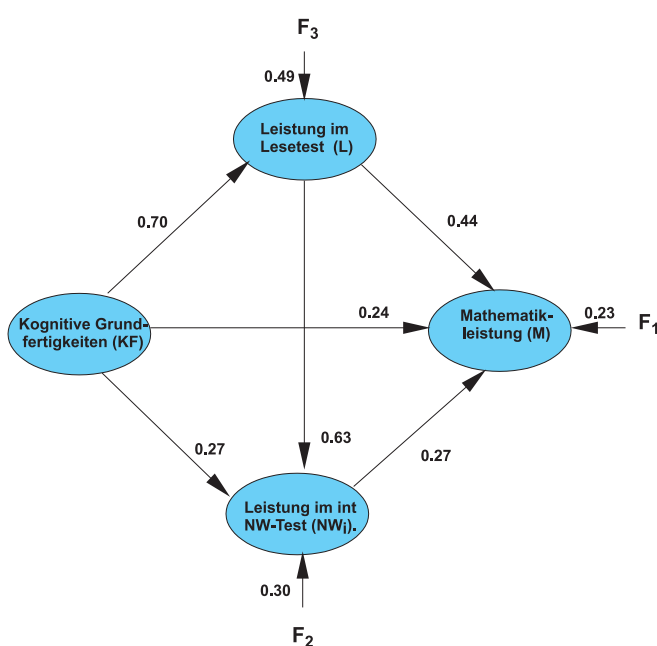 F3
0.49
Leistung im
Lesetest (L)
0.70
0.44
Kognitive Grund-
fertigkeiten (KF)
0.24
Mathematik-
leistung (M)
0.23
F1
0.27
0.63
0.27
Leistung im int
NW-Test (NWi).
0.30
F2